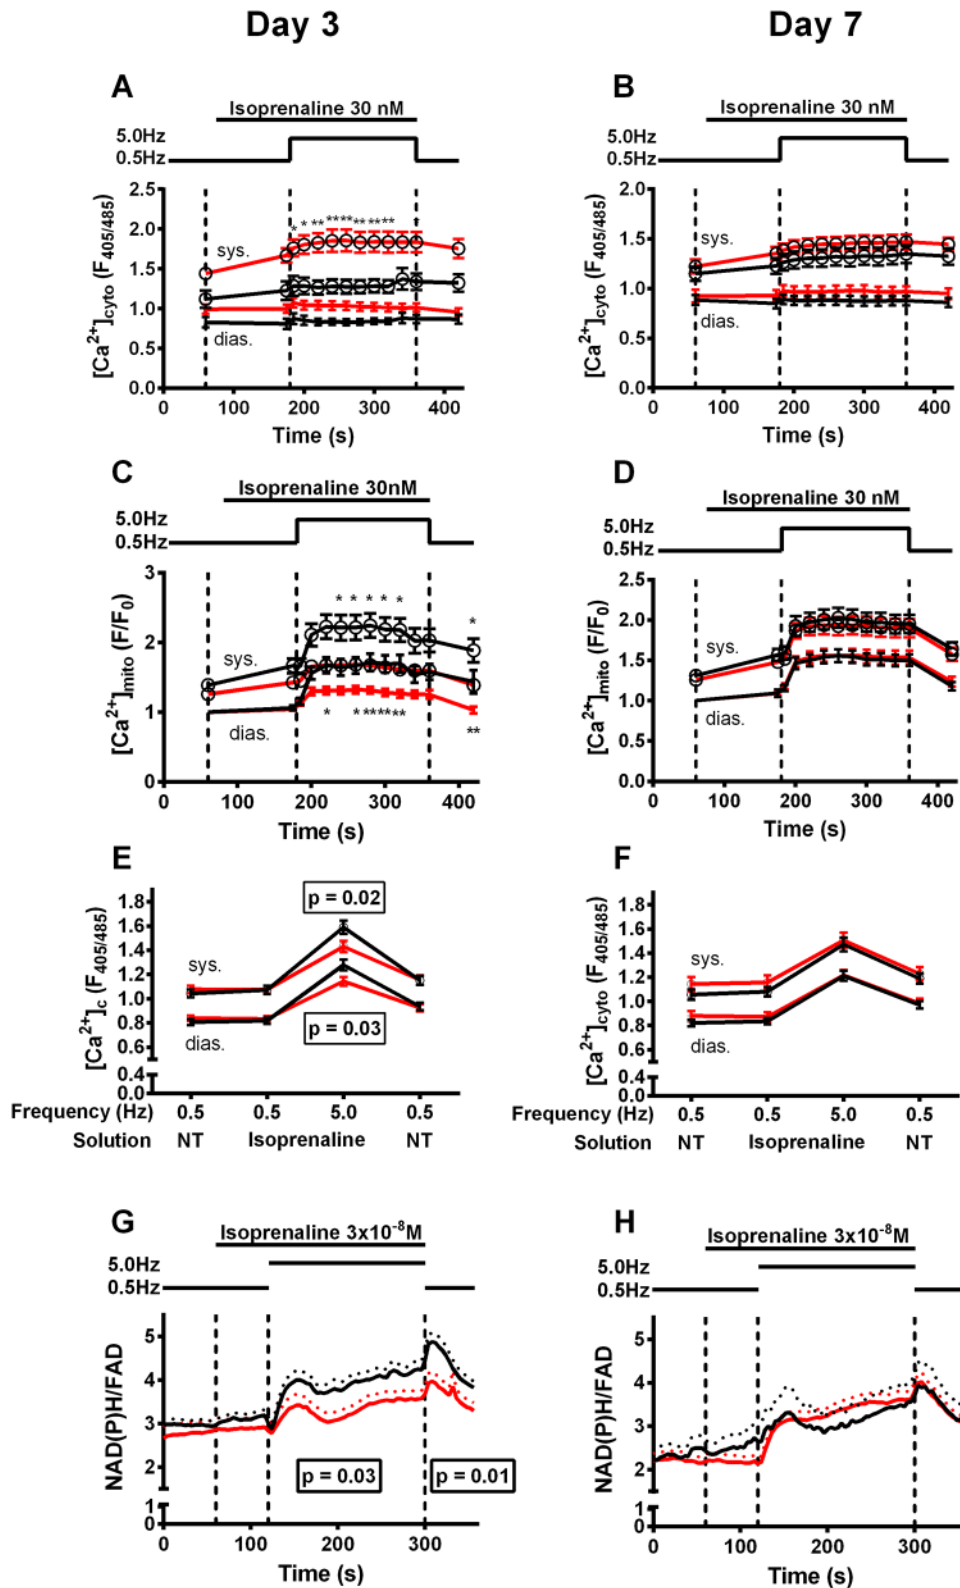 Day 3
Day 7
A
Isoprenaline 30 nM
5.0Hz
0.5Hz
[Ca2+]cyto (F405/485)
2.5
2.0
1.5
1.0
0.5
0.0
sys.
dias.
* * ** **** ** **** *
0 100 200 300 400
Time (s)
B
Isoprenaline 30 nM
5.0Hz
0.5Hz
[Ca2+]cyto (F405/485)
2.0
1.5
1.0
0.5
0.0
sys.
dias.
0 100 200 300 400
Time (s)
C
Isoprenaline 30nM
5.0Hz
0.5Hz
[Ca2+]mito (F/F0)
3
2
1
0
sys.
dias.
* * * * *
*
* * ****** 
**
0 100 200 300 400
Time (s)
D
Isoprenaline 30 nM
5.0Hz
0.5Hz
[Ca2+]mito (F/F0)
2.5
2.0
1.5
1.0
0.5
0.0
sys.
dias.
0 100 200 300 400
Time (s)
E
[Ca2+]c (F405/485)
1.8
1.6
1.4
1.2
1.0
0.8
0.6
0.4
0.0
sys.
dias.
p = 0.02
p = 0.03
Frequency (Hz) 0.5 0.5 5.0 0.5
Solution NT Isoprenaline NT
F
[Ca2+]cyto (F405/485)
1.8
1.6
1.4
1.2
1.0
0.8
0.6
0.4
0.0
sys.
dias.
Frequency (Hz) 0.5 0.5 5.0 0.5
Solution NT Isoprenaline NT
G
Isoprenaline 3x10-8M
5.0Hz
0.5Hz
NAD(P)H/FAD
5
4
3
2
1
0
p = 0.03
p = 0.01
0 100 200 300
Time (s)
H
Isoprenaline 3x10-8M
5.0Hz
0.5Hz
NAD(P)H/FAD
5
4
3
2
1
0
0 100 200 300
Time (s)